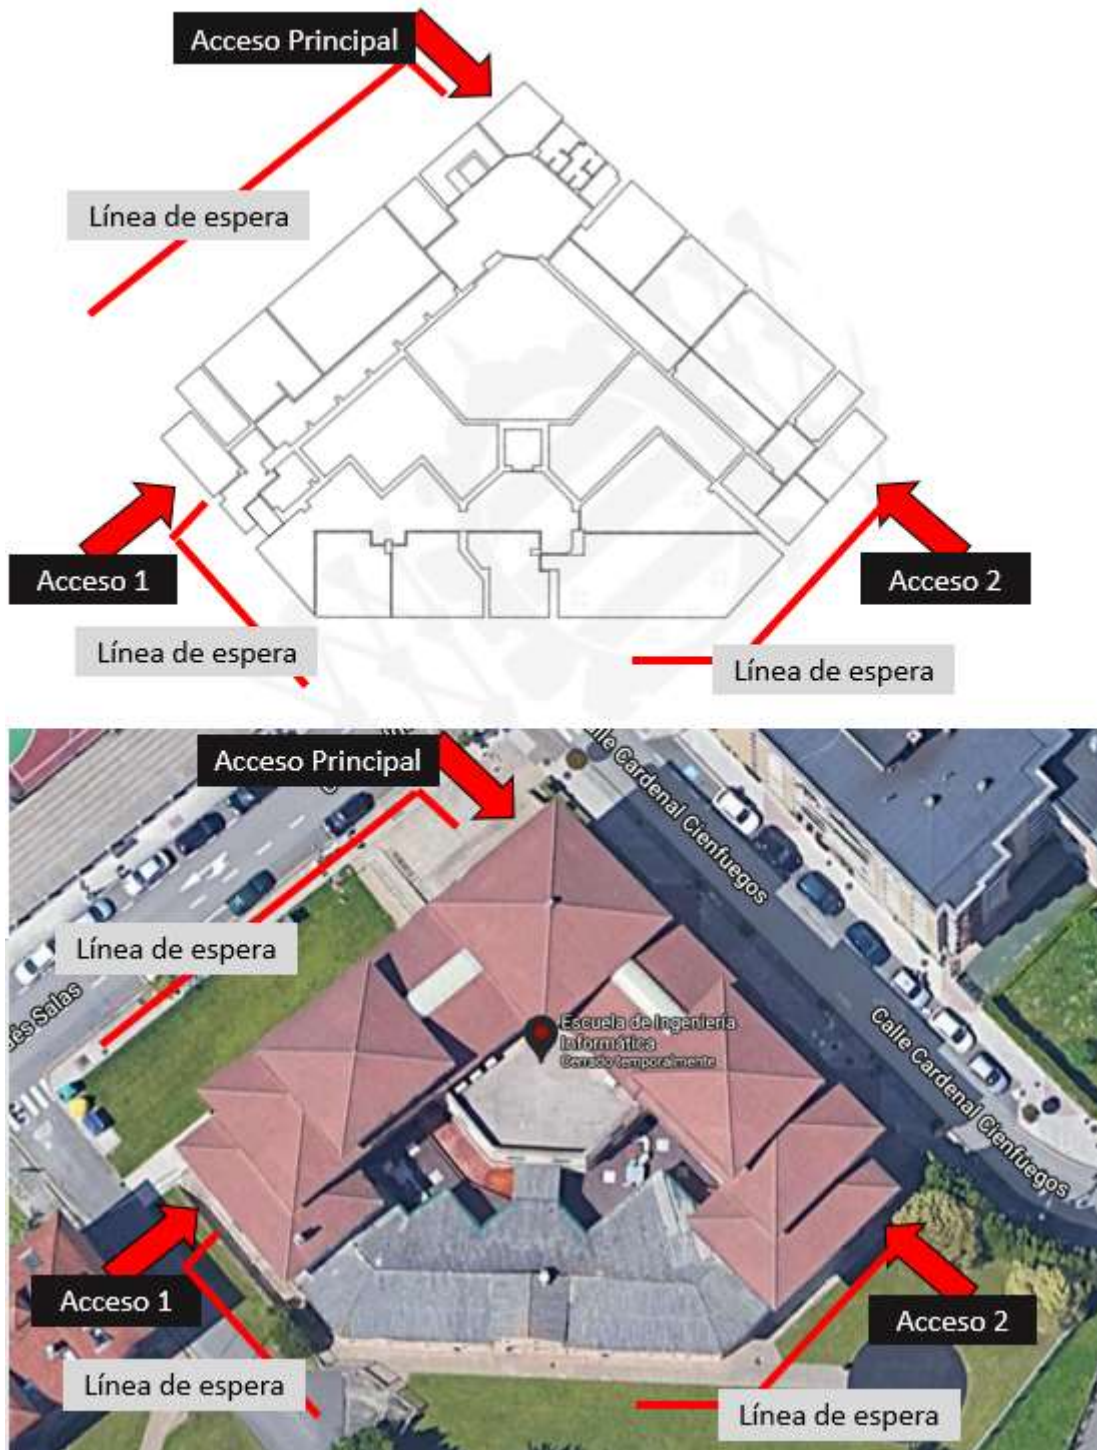 Acceso Principal
Línea de espera
Acceso 1
Acceso 2
Línea de espera
Línea de espera
Acceso Principal
Calle Cardenal Cienfuegos
Línea de espera
Salas
Escuela de Ingeniería
Informática
Cerrado temporalmente
Calle Cardenal Cienfuegos
Acceso 1
Acceso 2
Línea de espera
Línea de espera